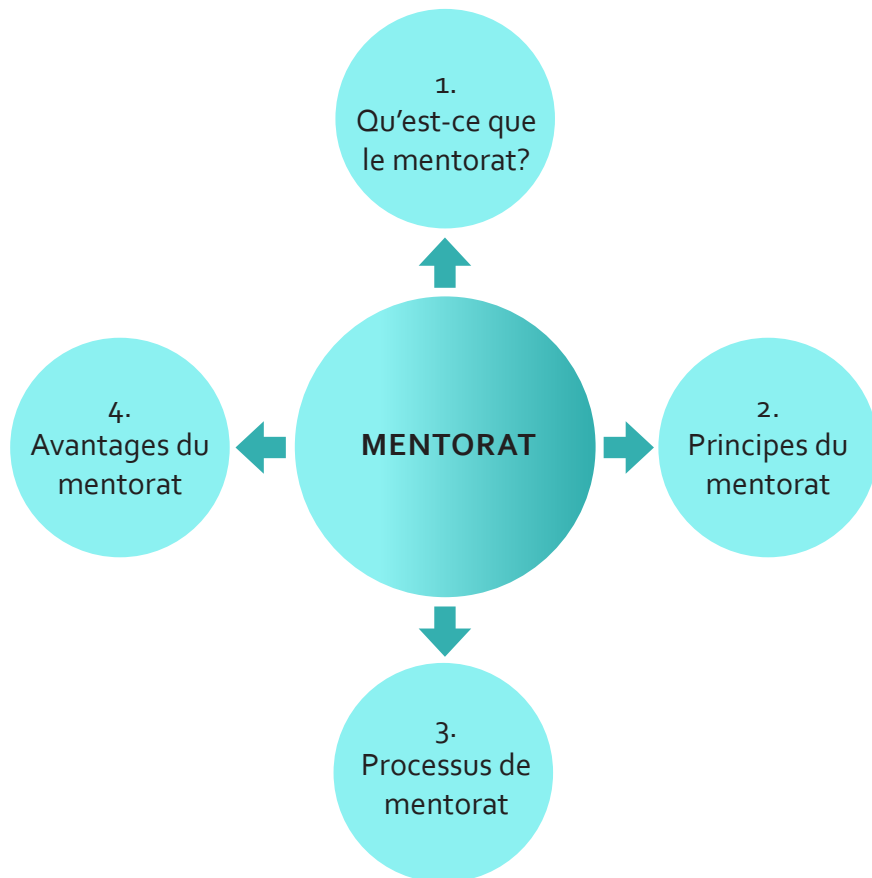 1.
Qu’est-ce que
le mentorat?
4.
Avantages du
mentorat
MENTORAT
2.
Principes du
mentorat
3.
Processus de
mentorat